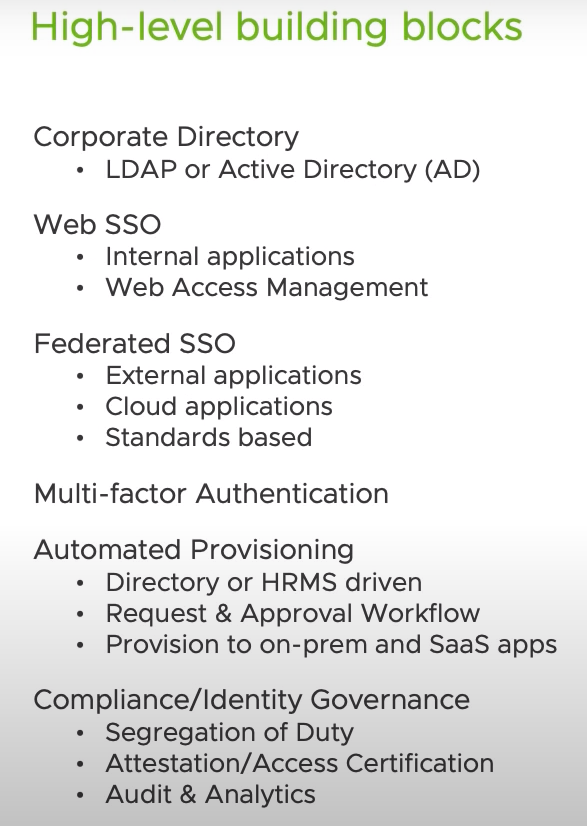 High-level building blocks
Corporate Directory
• LDAP or Active Directory (AD)
Web SSO
• Internal applications
• Web Access Management
Federated SSO
• External applications
• Cloud applications
• Standards based
Multi-factor Authentication
Automated Provisioning
• Directory or HRMS driven
• Request & Approval Workflow
• Provision to on-prem and SaaS apps
Compliance/Identity Governance
• Segregation of Duty
• Attestation/Access Certification
• Audit & Analytics